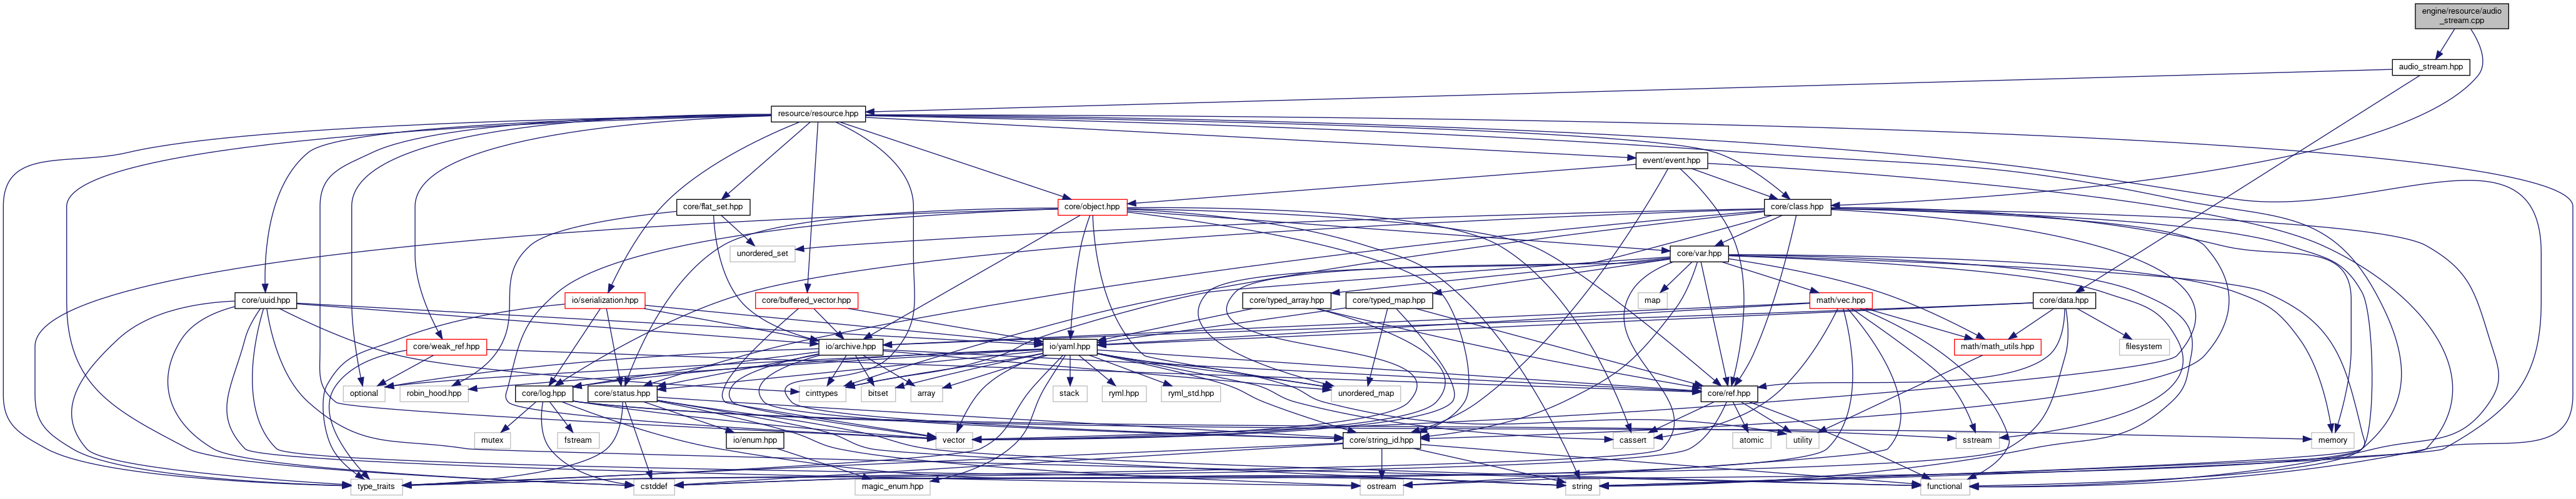 engine/resource/audio
_stream.cpp
audio_stream.hpp
resource/resource.hpp
event/event.hpp
core/flat_set.hpp
core/object.hpp
core/class.hpp
unordered_set
core/var.hpp
core/uuid.hpp
io/serialization.hpp
core/buffered_vector.hpp
core/typed_array.hpp
core/typed_map.hpp
map
math/vec.hpp
core/data.hpp
core/weak_ref.hpp
io/archive.hpp
io/yaml.hpp
math/math_utils.hpp
filesystem
optional
robin_hood.hpp
core/log.hpp
core/status.hpp
cinttypes
bitset
array
stack
ryml.hpp
ryml_std.hpp
unordered_map
core/ref.hpp
mutex
fstream
io/enum.hpp
vector
core/string_id.hpp
cassert
atomic
utility
sstream
memory
type_traits
cstddef
magic_enum.hpp
ostream
string
functional